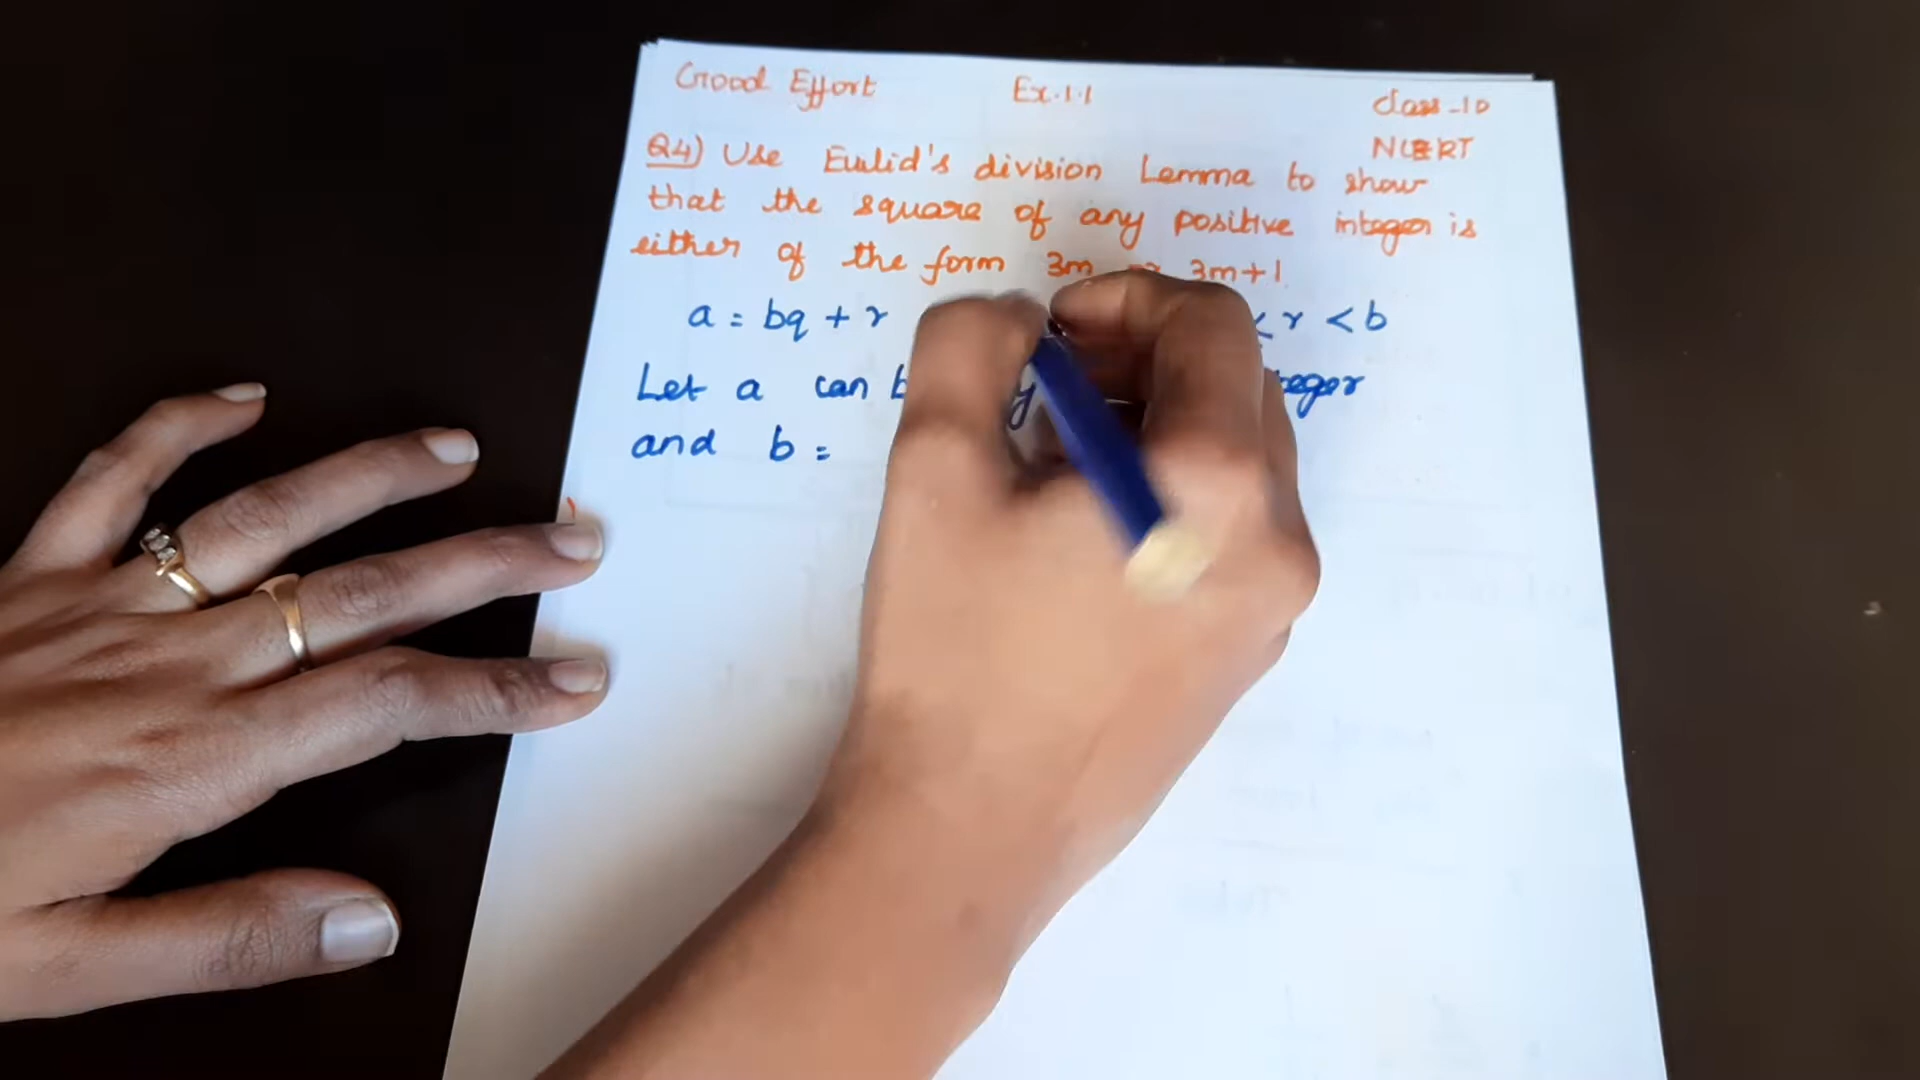 Good Effort Ex.1.1 Class-10
NCERT
Q4) Use Eulid's division Lemma to show
that the square of any positive integer is
either of the form 3m 3m+1
a = bq + r < r < b
Let a can
and b =